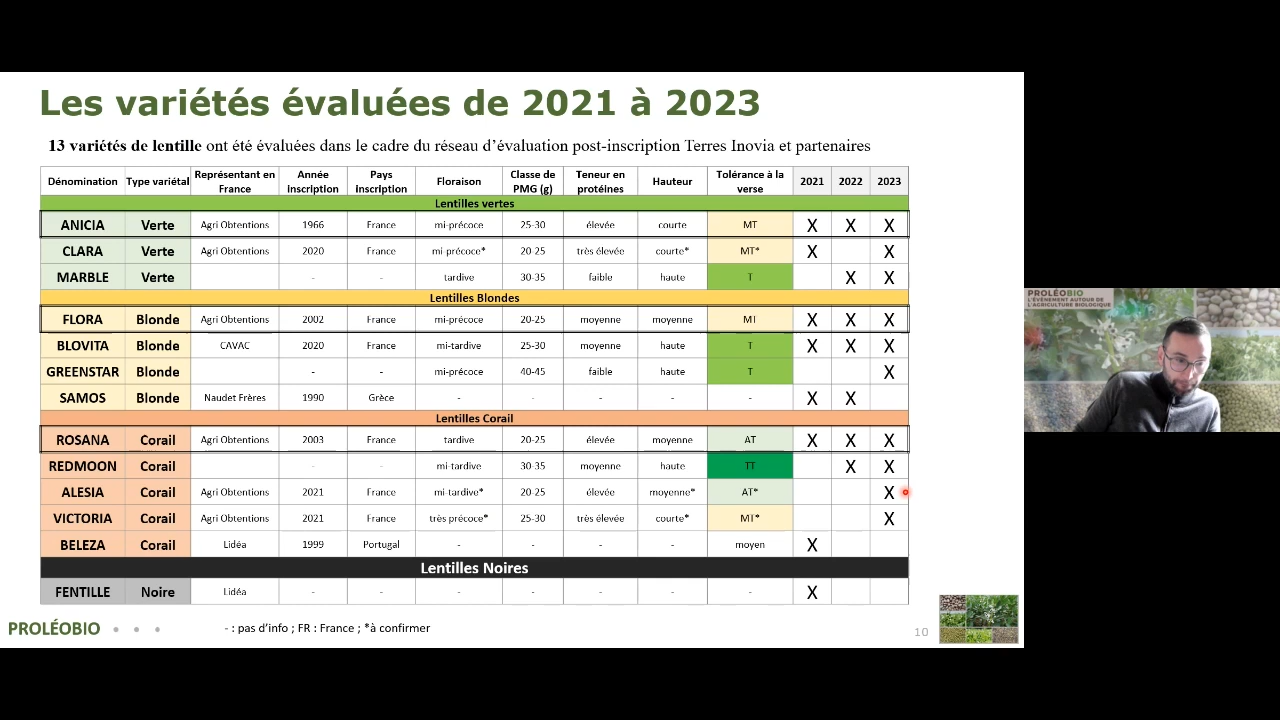 Les variétés évaluées de 2021 à 2023
13 variétés de lentille ont été évaluées dans le cadre du réseau d'évaluation post-inscription Terres Inovia et partenaires
Dénomination Type variétal Représentant en France Année inscription Pays inscription Floraison Classe de PMG (g) Teneur en protéines Hauteur Tolérance à la verse 2021 2022 2023
Lentilles vertes
ANICIA Verte Agri Obtentions 1966 France mi-précoce 25-30 élevée courte MT X X X
CLARA Verte Agri Obtentions 2020 France mi-précoce* 20-25 très élevée courte* MT* X X
MARBLE Verte - - tardive 30-35 faible haute T X X
Lentilles Blondes
FLORA Blonde Agri Obtentions 2002 France mi-précoce 20-25 moyenne moyenne MT X X X
BLOVITA Blonde CAVAC 2020 France mi-tardive 25-30 moyenne haute T X X X
GREENSTAR Blonde - - mi-précoce 40-45 faible haute T X
SAMOS Blonde Naudet Frères 1990 Grèce - - - - - X X
Lentilles Corail
ROSANA Corail Agri Obtentions 2003 France tardive 20-25 élevée moyenne AT X X X
REDMOON Corail - - mi-tardive 30-35 moyenne haute TT X X
ALESIA Corail Agri Obtentions 2021 France mi-tardive* 20-25 élevée moyenne* AT* X
VICTORIA Corail Agri Obtentions 2021 France très précoce* 25-30 très élevée courte* MT* X
BELEZA Corail Lidéa 1999 Portugal - - - - moyen X
Lentilles Noires
FENTILLE Noire Lidéa - - - - - - - X
PROLÉOBIO
- : pas d'info ; FR : France ; *à confirmer
10
PROLÉOBIO
L'ÉVÉNEMENT AUTOUR DE
L'AGRICULTURE BIOLOGIQUE